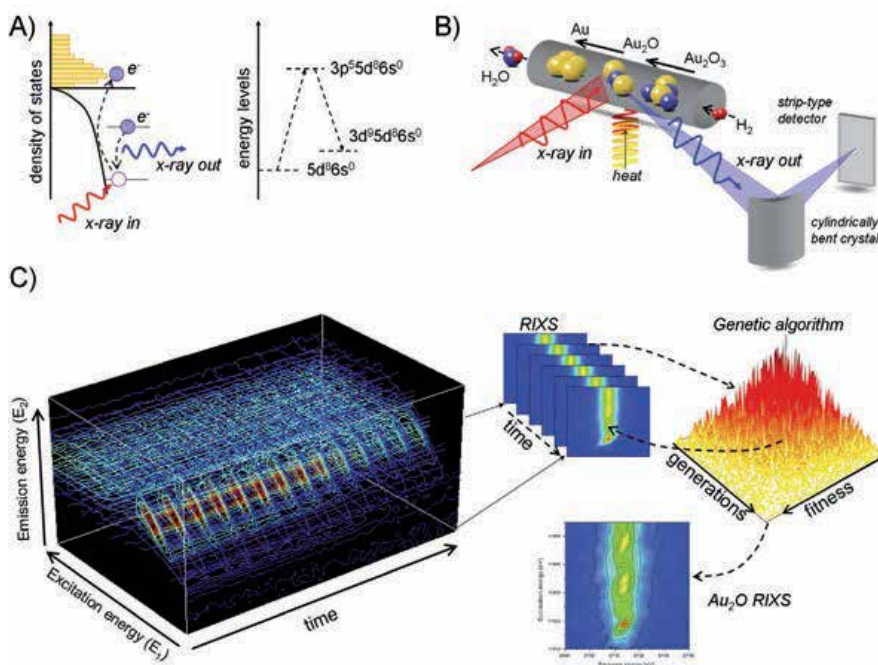 A)
density of states
e-
e-
x-ray out
x-ray in
energy levels
3p⁵5d⁸6s⁰
3d⁹5d⁸6s⁰
5d⁸6s⁰
B)
Au
Au₂O
Au₂O₃
H₂O
H₂
x-ray in
heat
x-ray out
strip-type
detector
cylindrically
bent crystal
C)
Emission energy (E₂)
Excitation energy (E₁)
time
RIXS
time
Genetic algorithm
generations
fitness
Au₂O RIXS